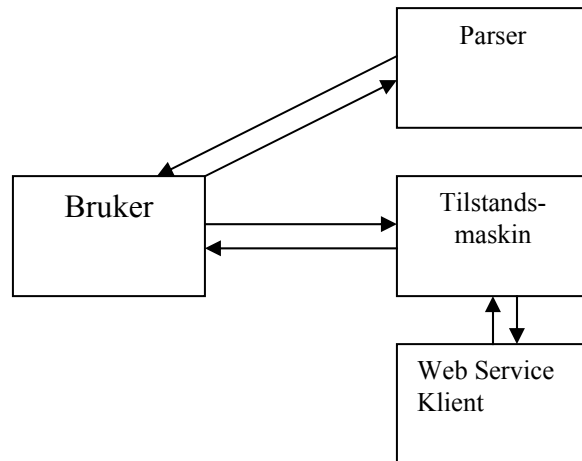 Parser
Bruker
Tilstands-
maskin
Web Service
Klient